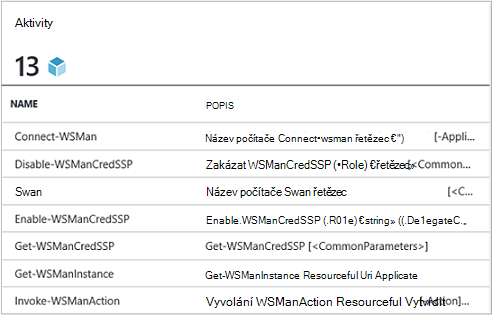 Aktivity
13
NAME POPIS
Connect-WSMan Název počítače Connect•wsman řetězec €") [-Appli...
Disable-WSManCredSSP Zakázat WSManCredSSP (•Role) €řetězec» [<Common...
Swan Název počítače Swan řetězec [<C...
Enable-WSManCredSSP Enable.WSManCredSSP (.R01e) €string» ((.De1egateC.,
Get-WSManCredSSP Get-WSManCredSSP [<CommonParameters>]
Get-WSManInstance Get-WSManInstance Resourceful Uri Applicate
Invoke-WSManAction Vyvolání WSManAction Resourceful Vytvrdit [-Action]...